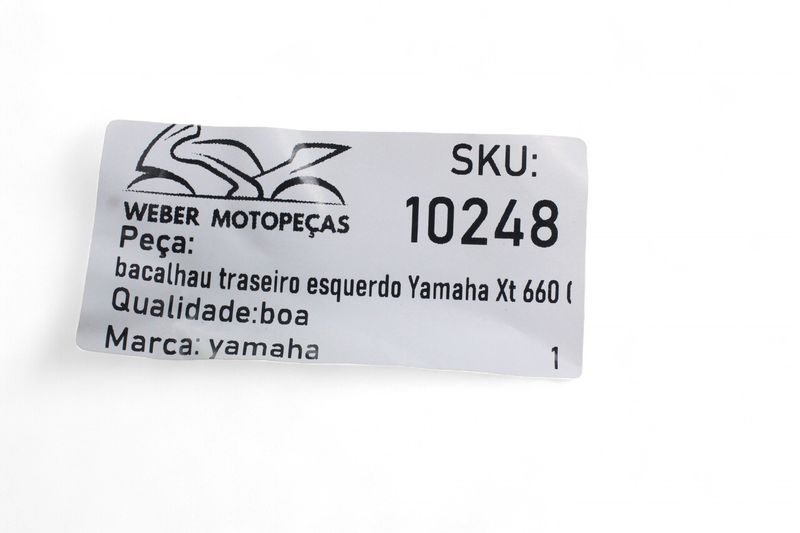 WEBER MOTOPEÇAS
SKU:
10248
Peça:
bacalhau traseiro esquerdo Yamaha Xt 660 (
Qualidade:boa
Marca: yamaha
1